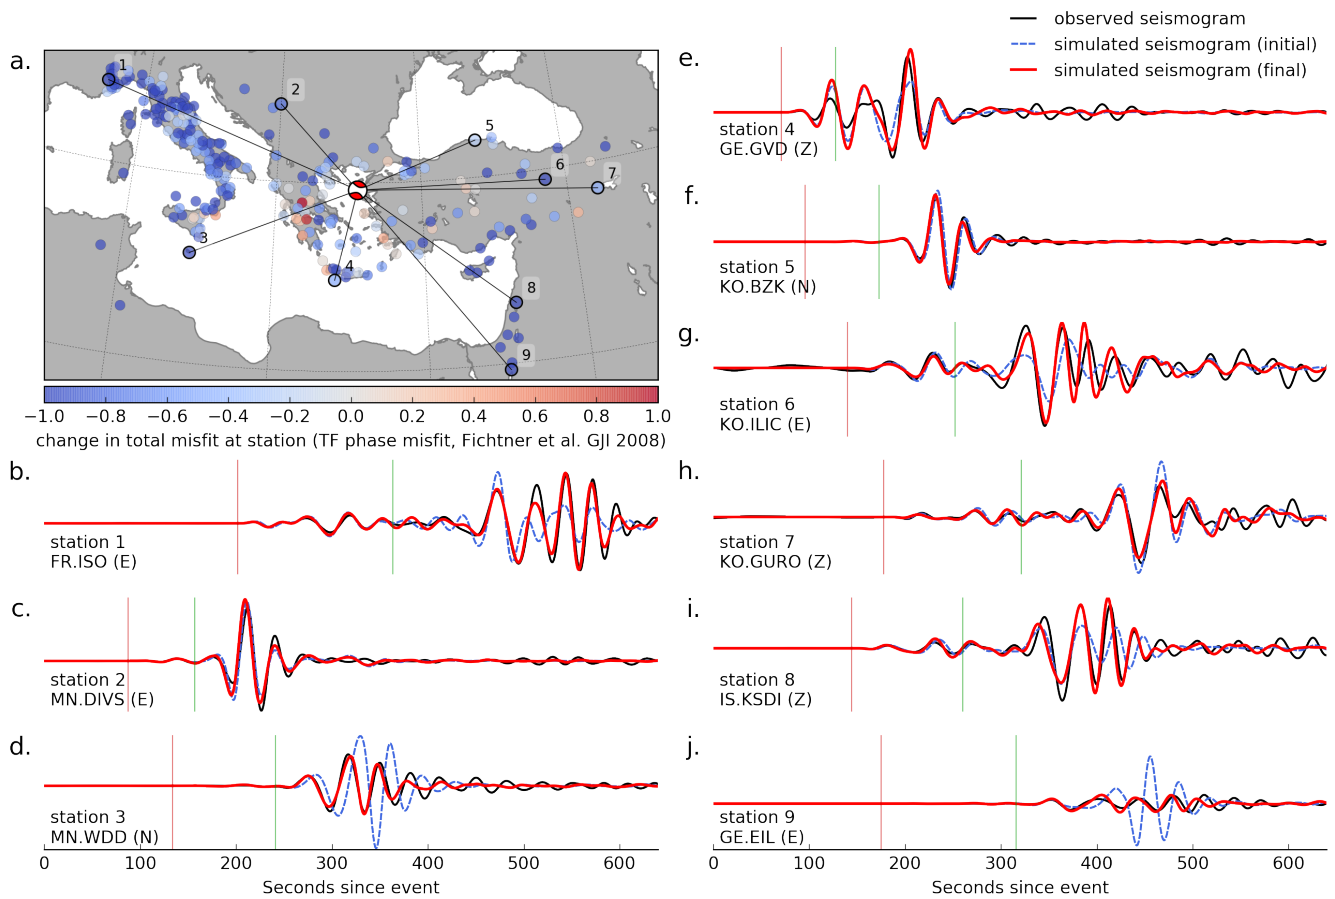 observed seismogram
simulated seismogram (initial)
simulated seismogram (final)
a.
1
2
3
4
5
6
7
8
9
−1.0 −0.8 −0.6 −0.4 −0.2 0.0 0.2 0.4 0.6 0.8 1.0
change in total misfit at station (TF phase misfit, Fichtner et al. GJI 2008)
b.
station 1
FR.ISO (E)
c.
station 2
MN.DIVS (E)
d.
station 3
MN.WDD (N)
0 100 200 300 400 500 600
Seconds since event
e.
station 4
GE.GVD (Z)
f.
station 5
KO.BZK (N)
g.
station 6
KO.ILIC (E)
h.
station 7
KO.GURO (Z)
i.
station 8
IS.KSDI (Z)
j.
station 9
GE.EIL (E)
0 100 200 300 400 500 600
Seconds since event